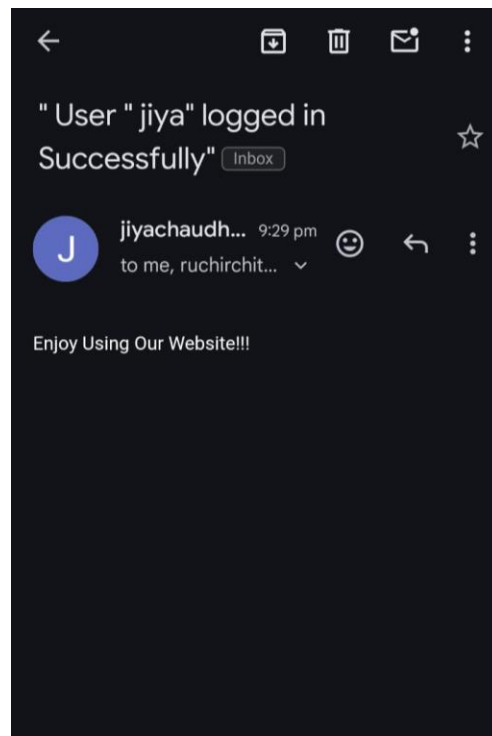 " User " jiya" logged in
Successfully" Inbox
J
jiyachaudh... 9:29 pm
to me, ruchirchit...
Enjoy Using Our Website!!!